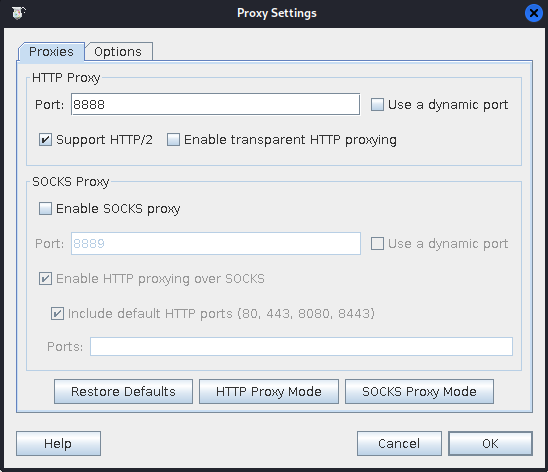 Proxy Settings
Proxies Options
HTTP Proxy
Port: 8888 Use a dynamic port
Support HTTP/2 Enable transparent HTTP proxying
SOCKS Proxy
Enable SOCKS proxy
Port: 8889 Use a dynamic port
Enable HTTP proxying over SOCKS
Include default HTTP ports (80, 443, 8080, 8443)
Ports:
Restore Defaults HTTP Proxy Mode SOCKS Proxy Mode
Help Cancel OK